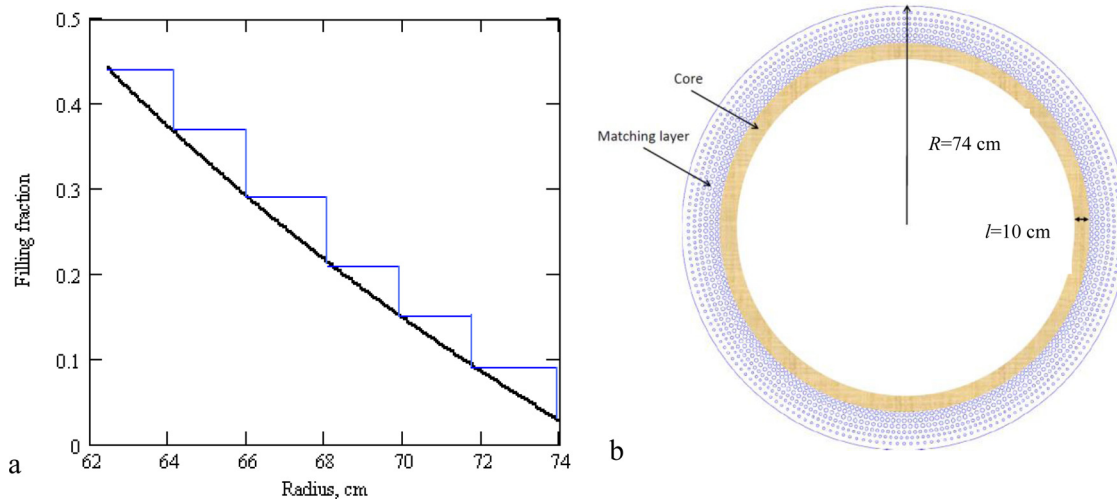 0.5
0.4
0.3
0.2
0.1
0
62
64
66
68
70
72
74
Filling fraction
Radius, cm
a
Core
Matching layer
R=74 cm
l=10 cm
b